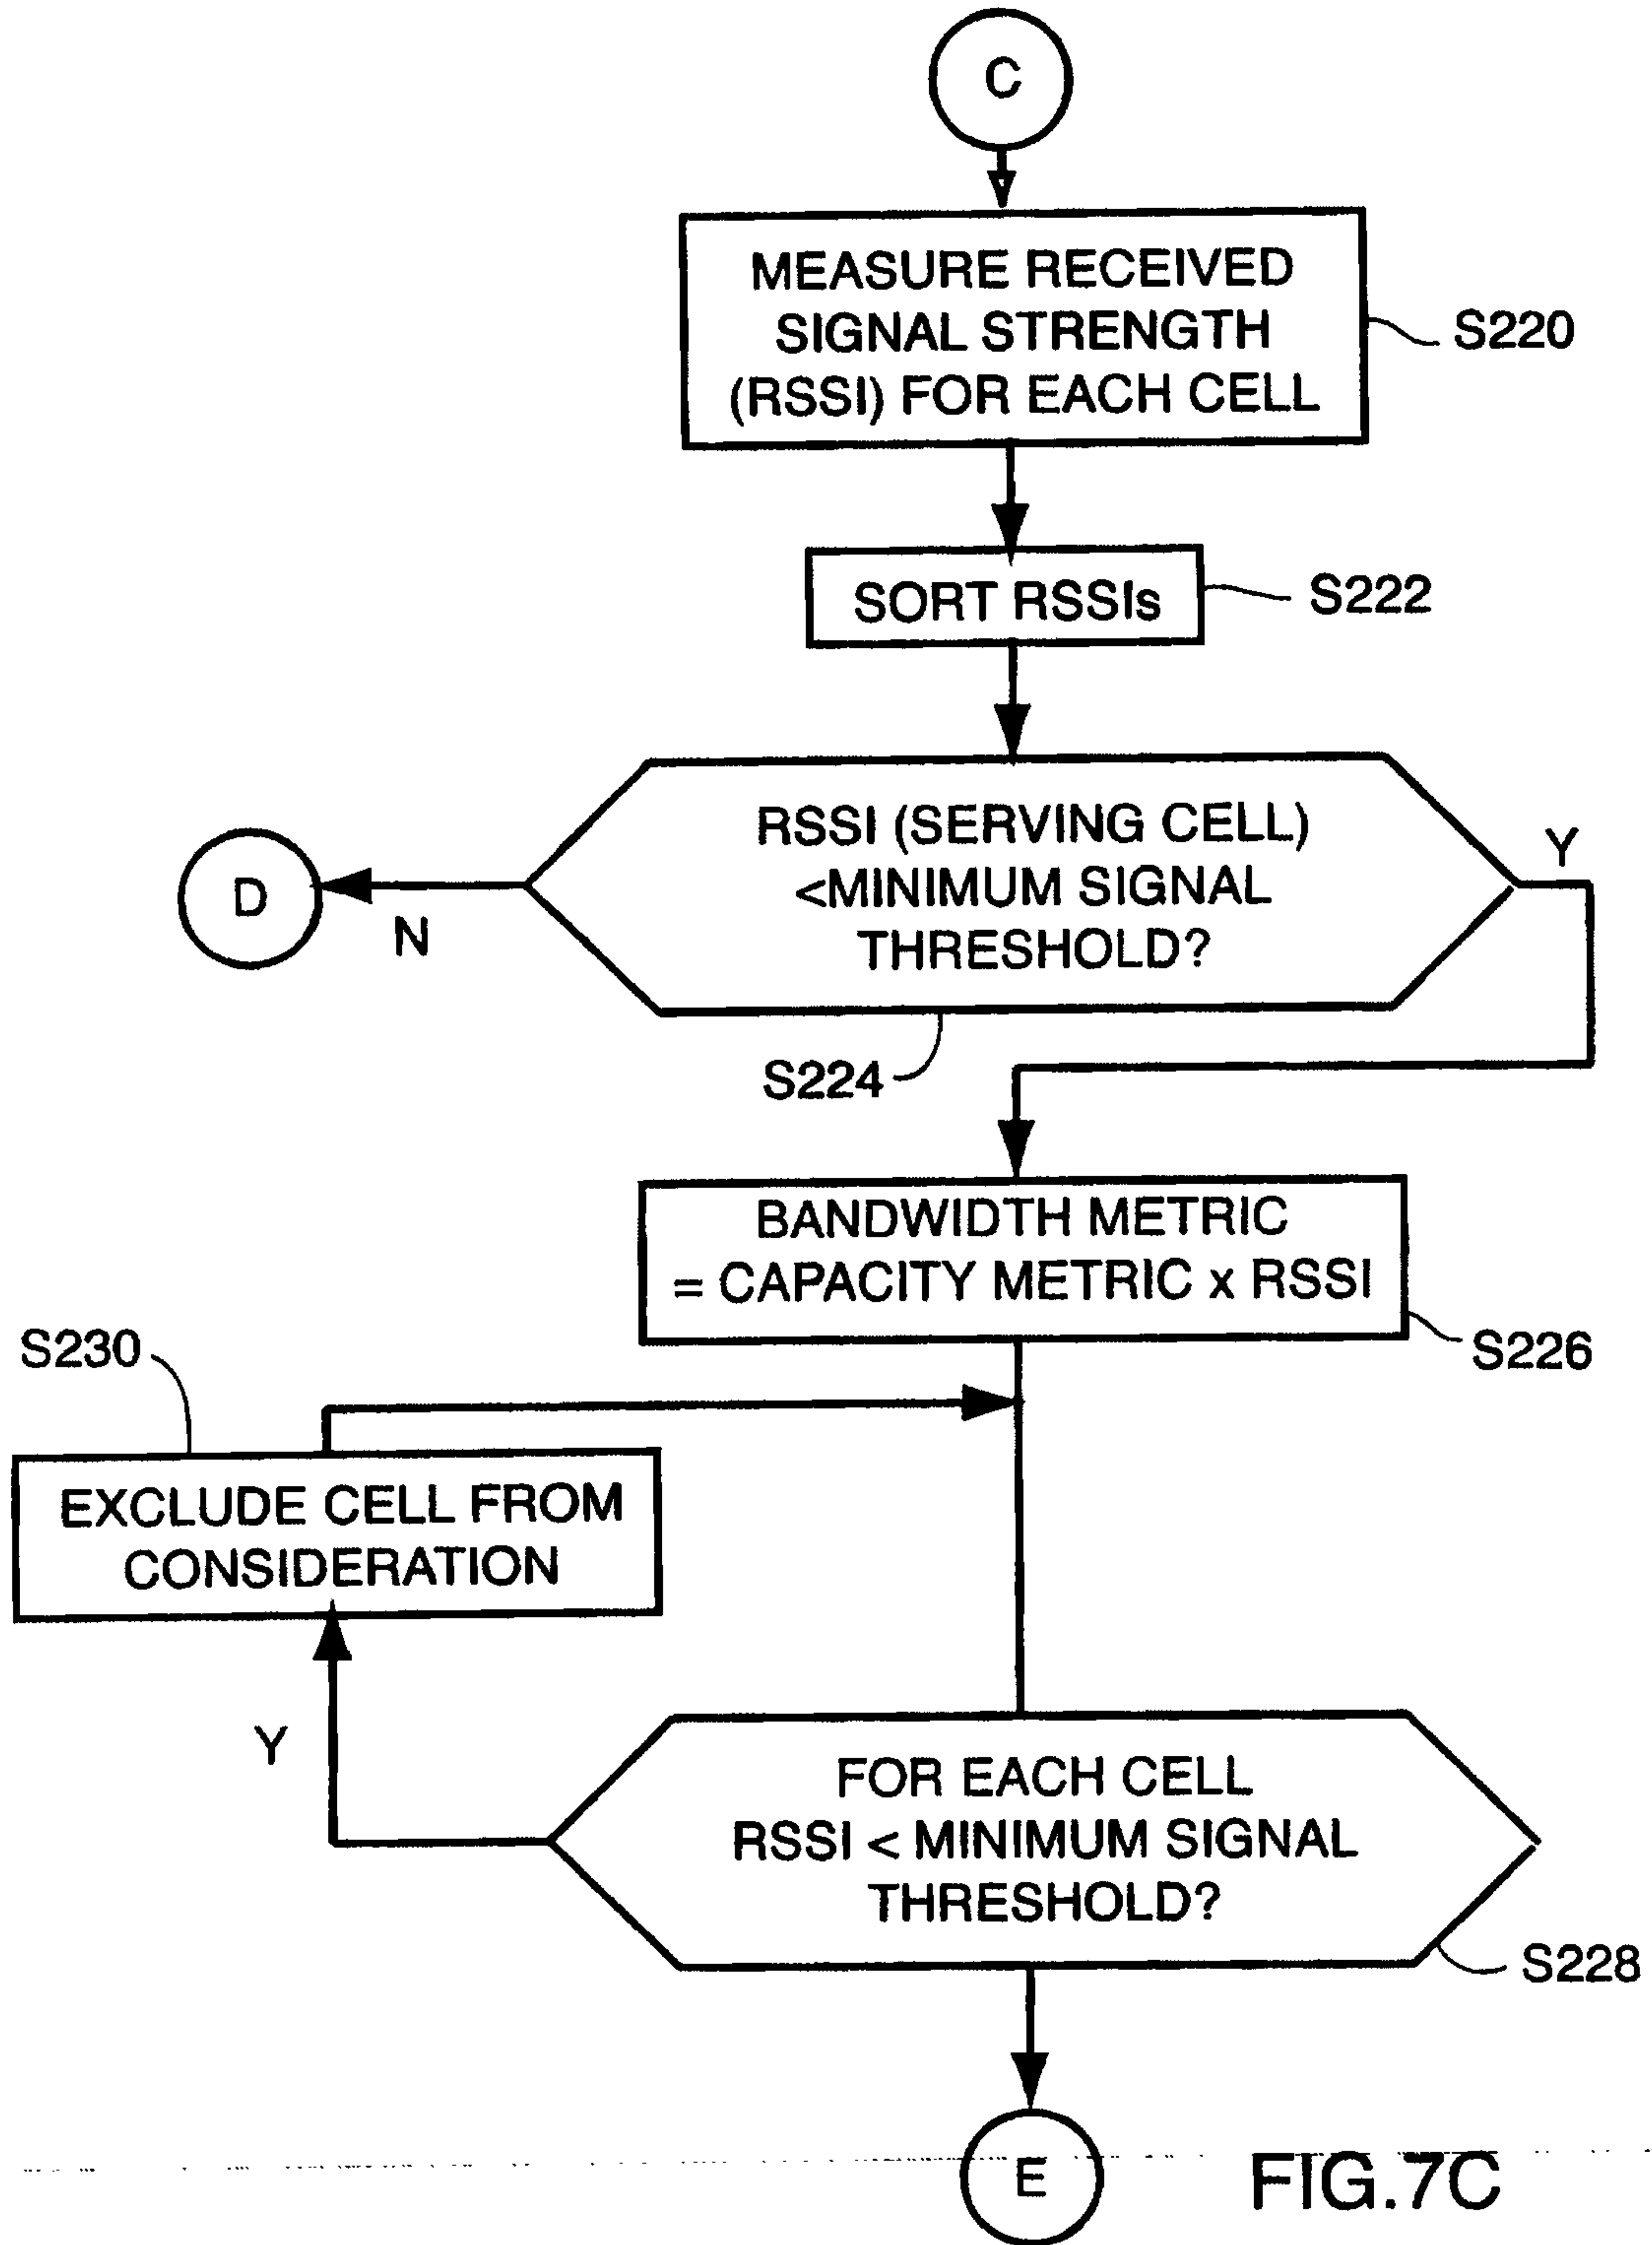 C
MEASURE RECEIVED
SIGNAL STRENGTH
(RSSI) FOR EACH CELL
S220
SORT RSSIs
S222
RSSI (SERVING CELL)
<MINIMUM SIGNAL
THRESHOLD?
Y
D
N
S224
BANDWIDTH METRIC
= CAPACITY METRIC x RSSI
S226
S230
EXCLUDE CELL FROM
CONSIDERATION
Y
FOR EACH CELL
RSSI < MINIMUM SIGNAL
THRESHOLD?
S228
E
FIG.7C